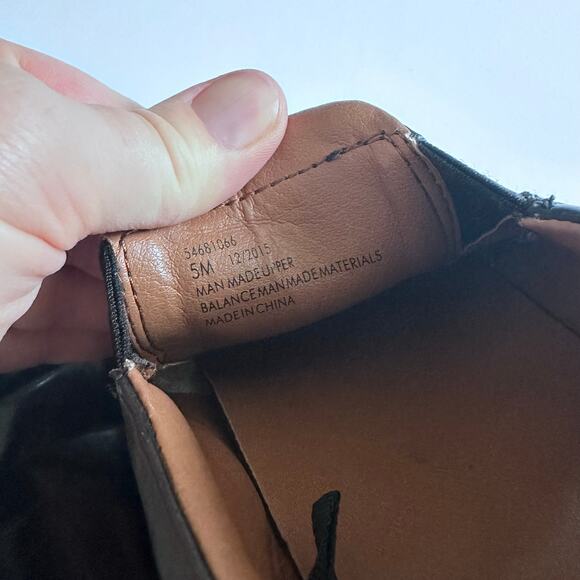 54681066
5M 12/2015
MAN MADE UPPER
BALANCE MAN MADE MATERIALS
MADE IN CHINA